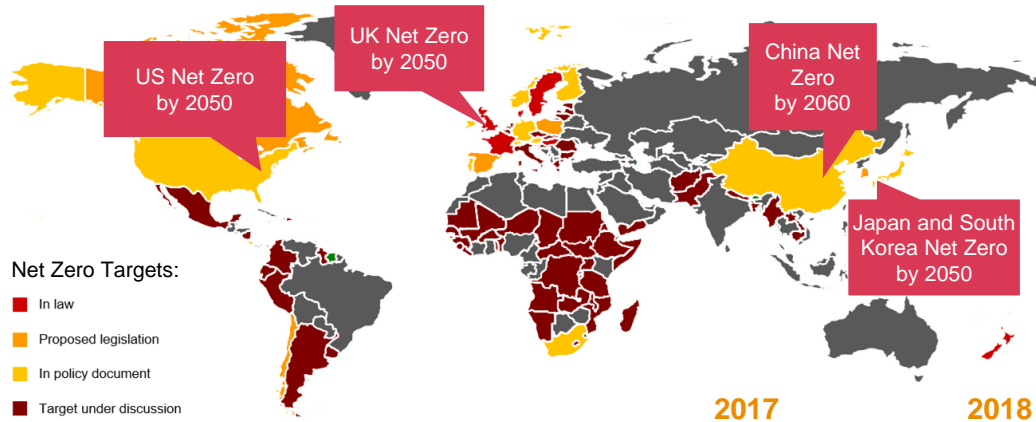 US Net Zero
by 2050
UK Net Zero
by 2050
China Net
Zero
by 2060
Japan and South
Korea Net Zero
by 2050
Net Zero Targets:
In law
Proposed legislation
In policy document
Target under discussion
2017
2018